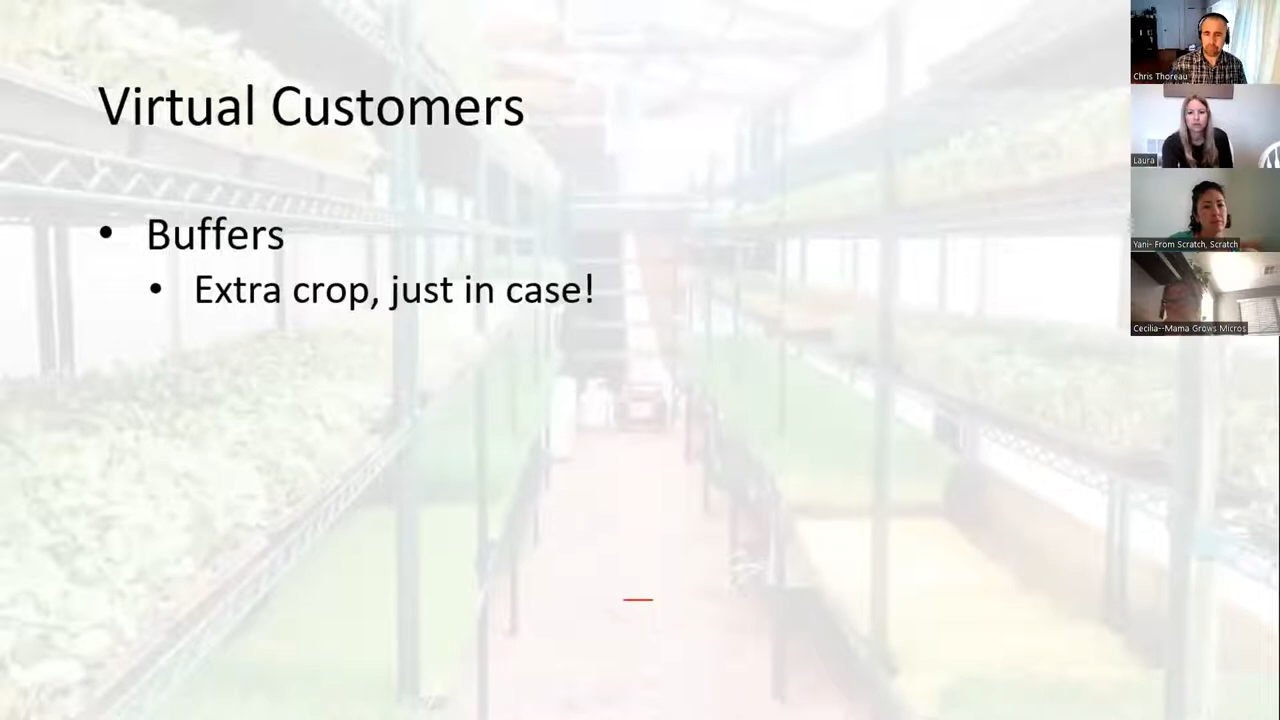 Virtual Customers
• Buffers
• Extra crop, just in case!
Chris Thoreau
Laura
Yani- From Scratch, Scratch
Cecilia--Mama Grows Micros